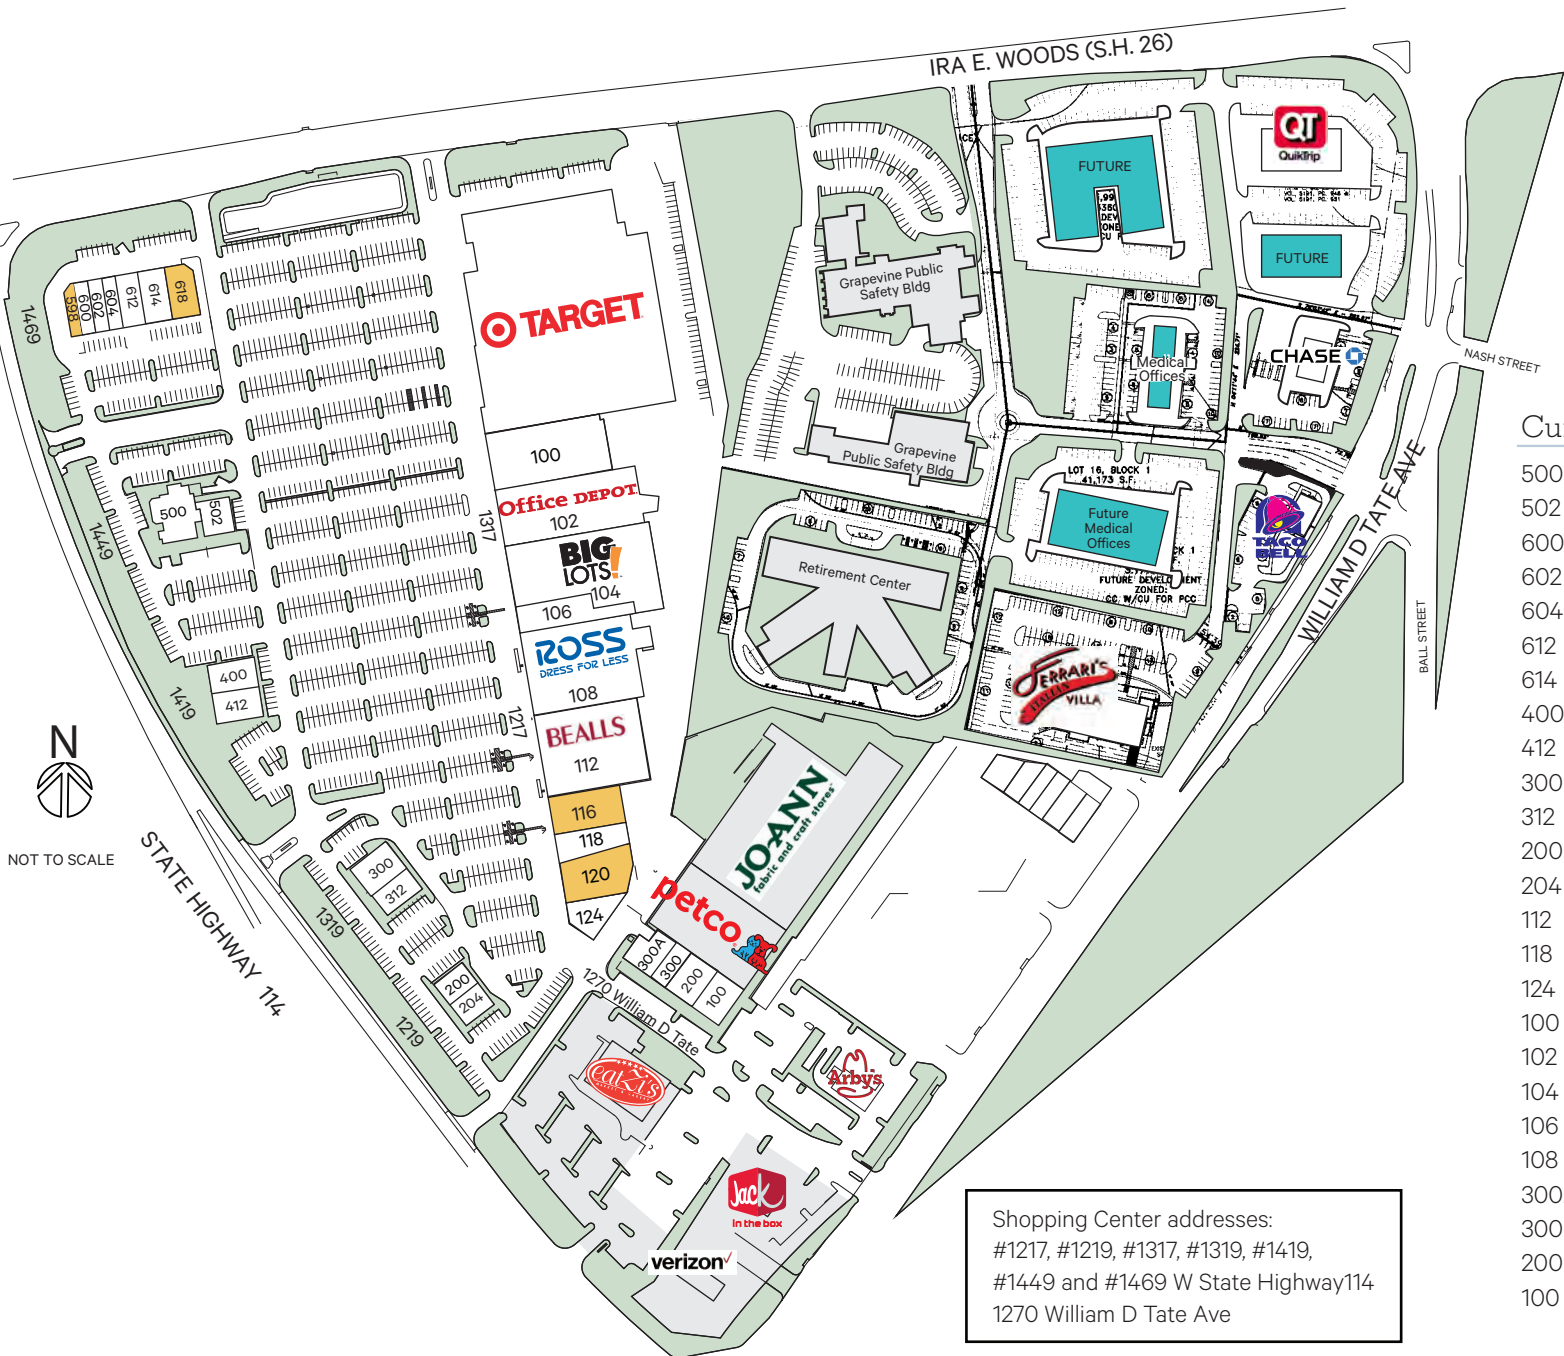 IRA E. WOODS (S.H. 26)
QT
QuikTrip
FUTURE
FUTURE
Grapevine Public
Safety Bldg
TARGET
618
614
612
604
602
600
598
1469
Medical
Offices
CHASE
NASH STREET
100
Grapevine
Public Safety Bldg
LOT 16, BLOCK 1
41,173 S.F.
Office DEPOT
102
500
502
1317
1449
Future
Medical
Offices
TACO
BELL
WILLIAM D TATE AVE
BIG
LOTS!
104
106
Retirement Center
FUTURE DEVELOPMENT
ZONED:
CC W/CU FOR PCC
BALL STREET
ROSS
DRESS FOR LESS
108
400
412
1419
FERRARI'S
ITALIAN
VILLA
1217
BEALLS
112
N
NOT TO SCALE
116
118
120
124
JO-ANN
fabric and craft stores
petco
300
312
STATE HIGHWAY 114
1319
300A
300
200
100
200
204
1219
1270 William D Tate
eatZi's
Arby's
Jack
in the box
verizon
Shopping Center addresses:
#1217, #1219, #1317, #1319, #1419,
#1449 and #1469 W State Highway114
1270 William D Tate Ave
Cu
500
502
600
602
604
612
614
400
412
300
312
200
204
112
118
124
100
102
104
106
108
300
300
200
100